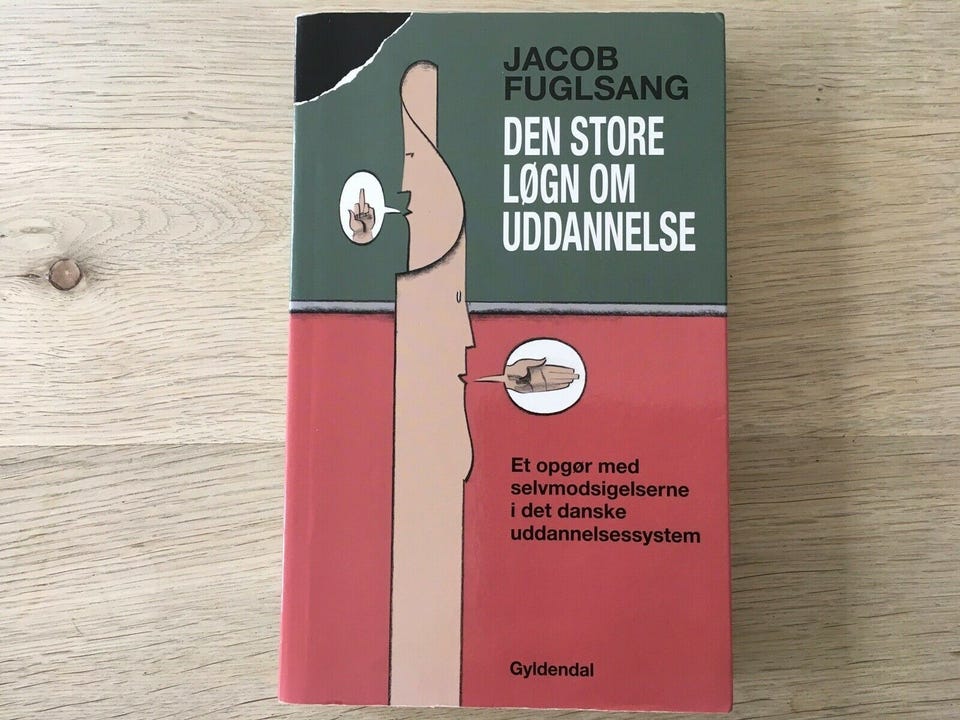 JACOB
FUGLSANG
DEN STORE
LØGN OM
UDDANNELSE
Et opgør med
selvmodsigelserne
i det danske
uddannelsessystem
Gyldendal